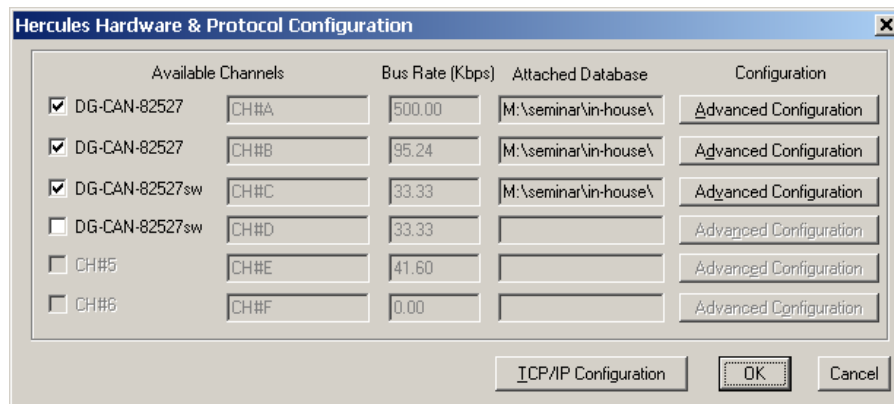 Hercules Hardware & Protocol Configuration
Available Channels Bus Rate (Kbps) Attached Database Configuration
DG-CAN-82527 CH#A 500.00 M:\seminar\in-house\ Advanced Configuration
DG-CAN-82527 CH#B 95.24 M:\seminar\in-house\ Advanced Configuration
DG-CAN-82527sw CH#C 33.33 M:\seminar\in-house\ Advanced Configuration
DG-CAN-82527sw CH#D 33.33 Advanced Configuration
CH#5 CH#E 41.60 Advanced Configuration
CH#6 CH#F 0.00 Advanced Configuration
TCP/IP Configuration OK Cancel